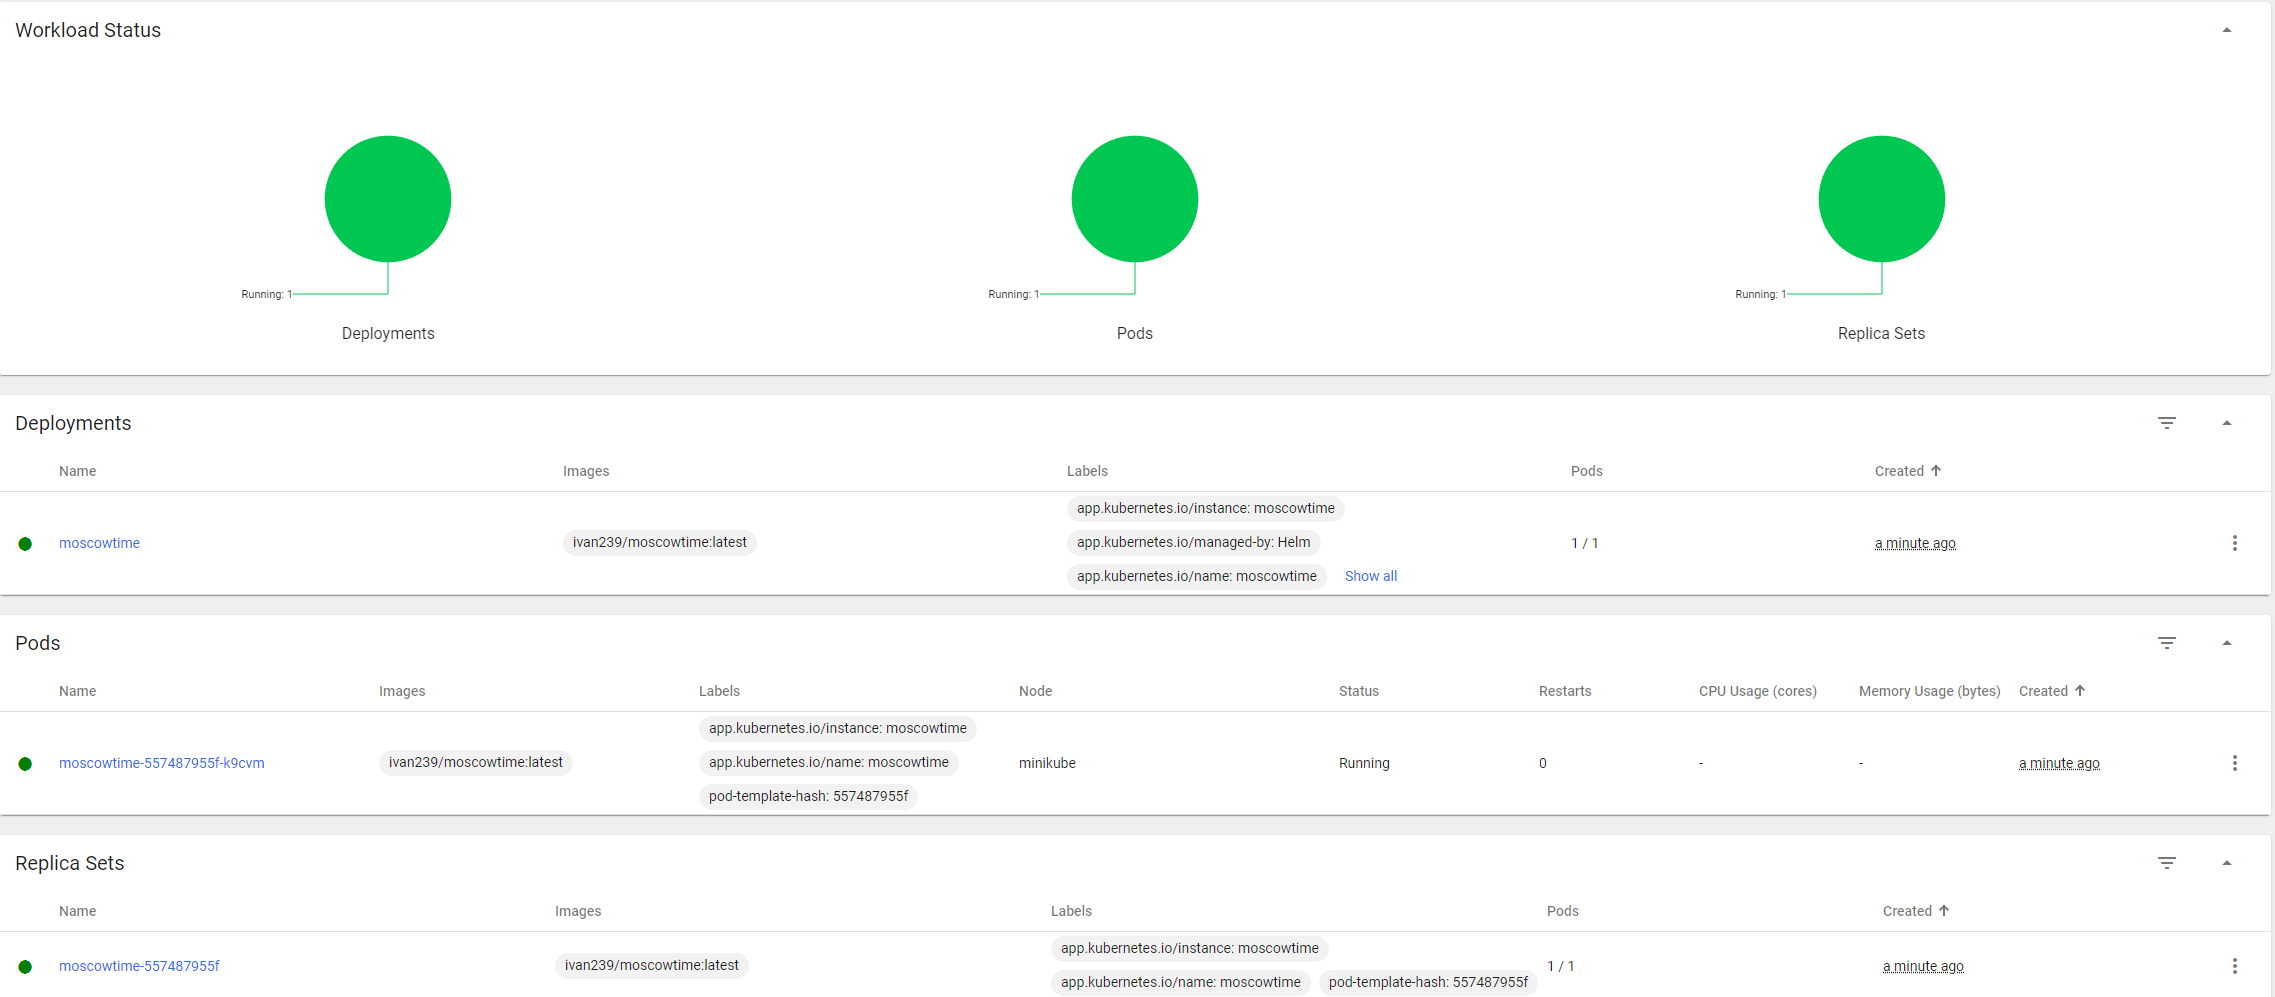 Workload Status
Running: 1
Running: 1
Running: 1
Deployments
Pods
Replica Sets
Deployments
Name Images Labels Pods Created
moscowtime ivan239/moscowtime:latest app.kubernetes.io/instance: moscowtime 1 / 1 a minute ago
app.kubernetes.io/managed-by: Helm
app.kubernetes.io/name: moscowtime Show all
Pods
Name Images Labels Node Status Restarts CPU Usage (cores) Memory Usage (bytes) Created
moscowtime-557487955f-k9cvm ivan239/moscowtime:latest app.kubernetes.io/instance: moscowtime minikube Running 0 - - a minute ago
app.kubernetes.io/name: moscowtime
pod-template-hash: 557487955f
Replica Sets
Name Images Labels Pods Created
moscowtime-557487955f ivan239/moscowtime:latest app.kubernetes.io/instance: moscowtime 1 / 1 a minute ago
app.kubernetes.io/name: moscowtime pod-template-hash: 557487955f